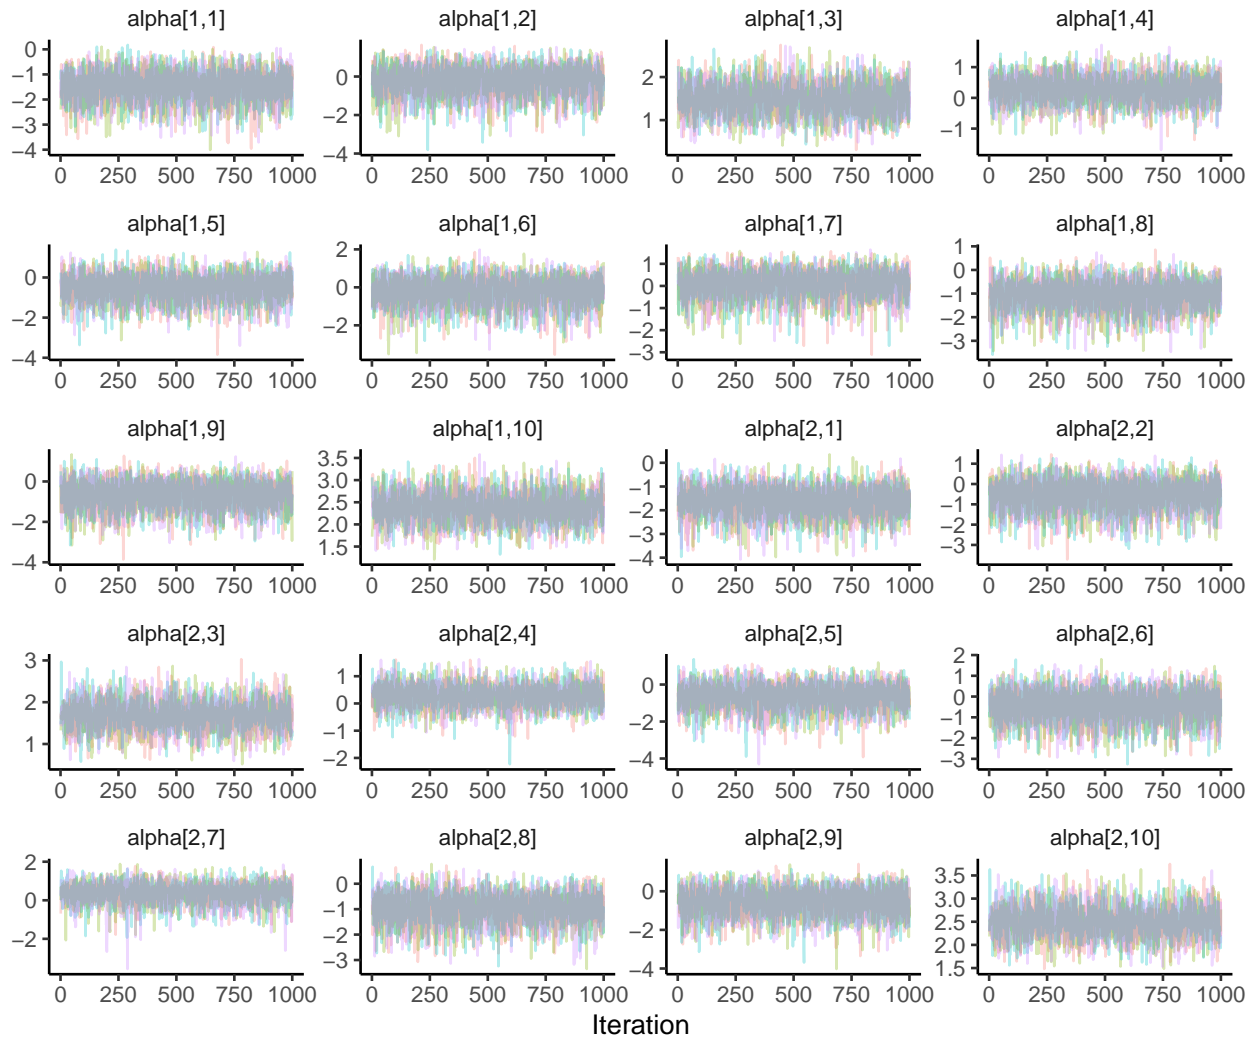 alpha[1,1] alpha[1,2] alpha[1,3] alpha[1,4]
0 −1 −2 −3 −4
0 −2 −4
2 1
1 0 −1
0 250 500 750 1000 0 250 500 750 1000 0 250 500 750 1000 0 250 500 750 1000
alpha[1,5] alpha[1,6] alpha[1,7] alpha[1,8]
0 −2 −4
2 0 −2
1 0 −1 −2 −3
1 0 −1 −2 −3
0 250 500 750 1000 0 250 500 750 1000 0 250 500 750 1000 0 250 500 750 1000
alpha[1,9] alpha[1,10] alpha[2,1] alpha[2,2]
0 −2 −4
3.5 3.0 2.5 2.0 1.5
0 −1 −2 −3 −4
1 0 −1 −2 −3
0 250 500 750 1000 0 250 500 750 1000 0 250 500 750 1000 0 250 500 750 1000
alpha[2,3] alpha[2,4] alpha[2,5] alpha[2,6]
3 2 1
1 0 −1 −2
0 −2 −4
2 1 0 −1 −2 −3
0 250 500 750 1000 0 250 500 750 1000 0 250 500 750 1000 0 250 500 750 1000
alpha[2,7] alpha[2,8] alpha[2,9] alpha[2,10]
2 0 −2
0 −1 −2 −3
0 −2 −4
3.5 3.0 2.5 2.0 1.5
0 250 500 750 1000 0 250 500 750 1000 0 250 500 750 1000 0 250 500 750 1000
Iteration